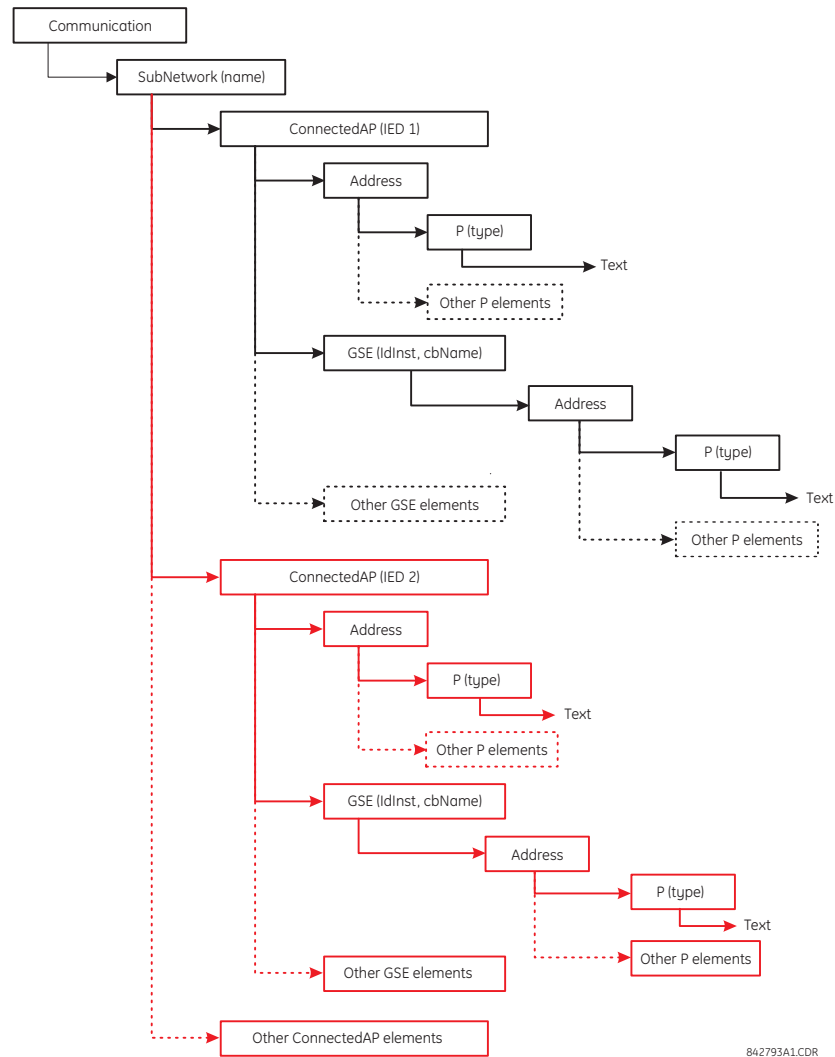 Communication
SubNetwork (name)
ConnectedAP (IED 1)
Address
P (type)
Text
Other P elements
GSE (IdInst, cbName)
Address
P (type)
Text
Other GSE elements
Other P elements
ConnectedAP (IED 2)
Address
P (type)
Text
Other P elements
GSE (IdInst, cbName)
Address
P (type)
Text
Other P elements
Other GSE elements
Other ConnectedAP elements
842793A1.CDR